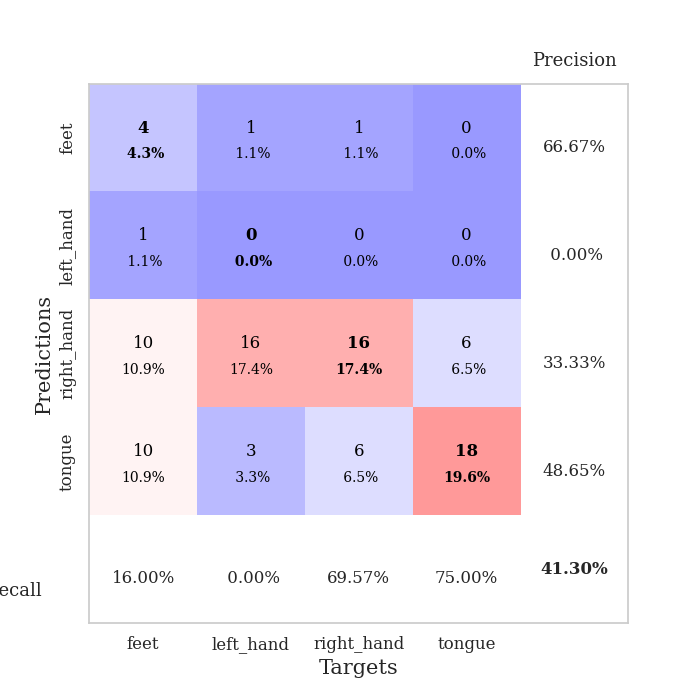 Precision
feet 4 1 1 0 66.67%
4.3% 1.1% 1.1% 0.0%
left_hand 1 0 0 0 0.00%
1.1% 0.0% 0.0% 0.0%
Predictions
right_hand 10 16 16 6 33.33%
10.9% 17.4% 17.4% 6.5%
tongue 10 3 6 18 48.65%
10.9% 3.3% 6.5% 19.6%
ecall 16.00% 0.00% 69.57% 75.00% 41.30%
feet left_hand right_hand tongue
Targets